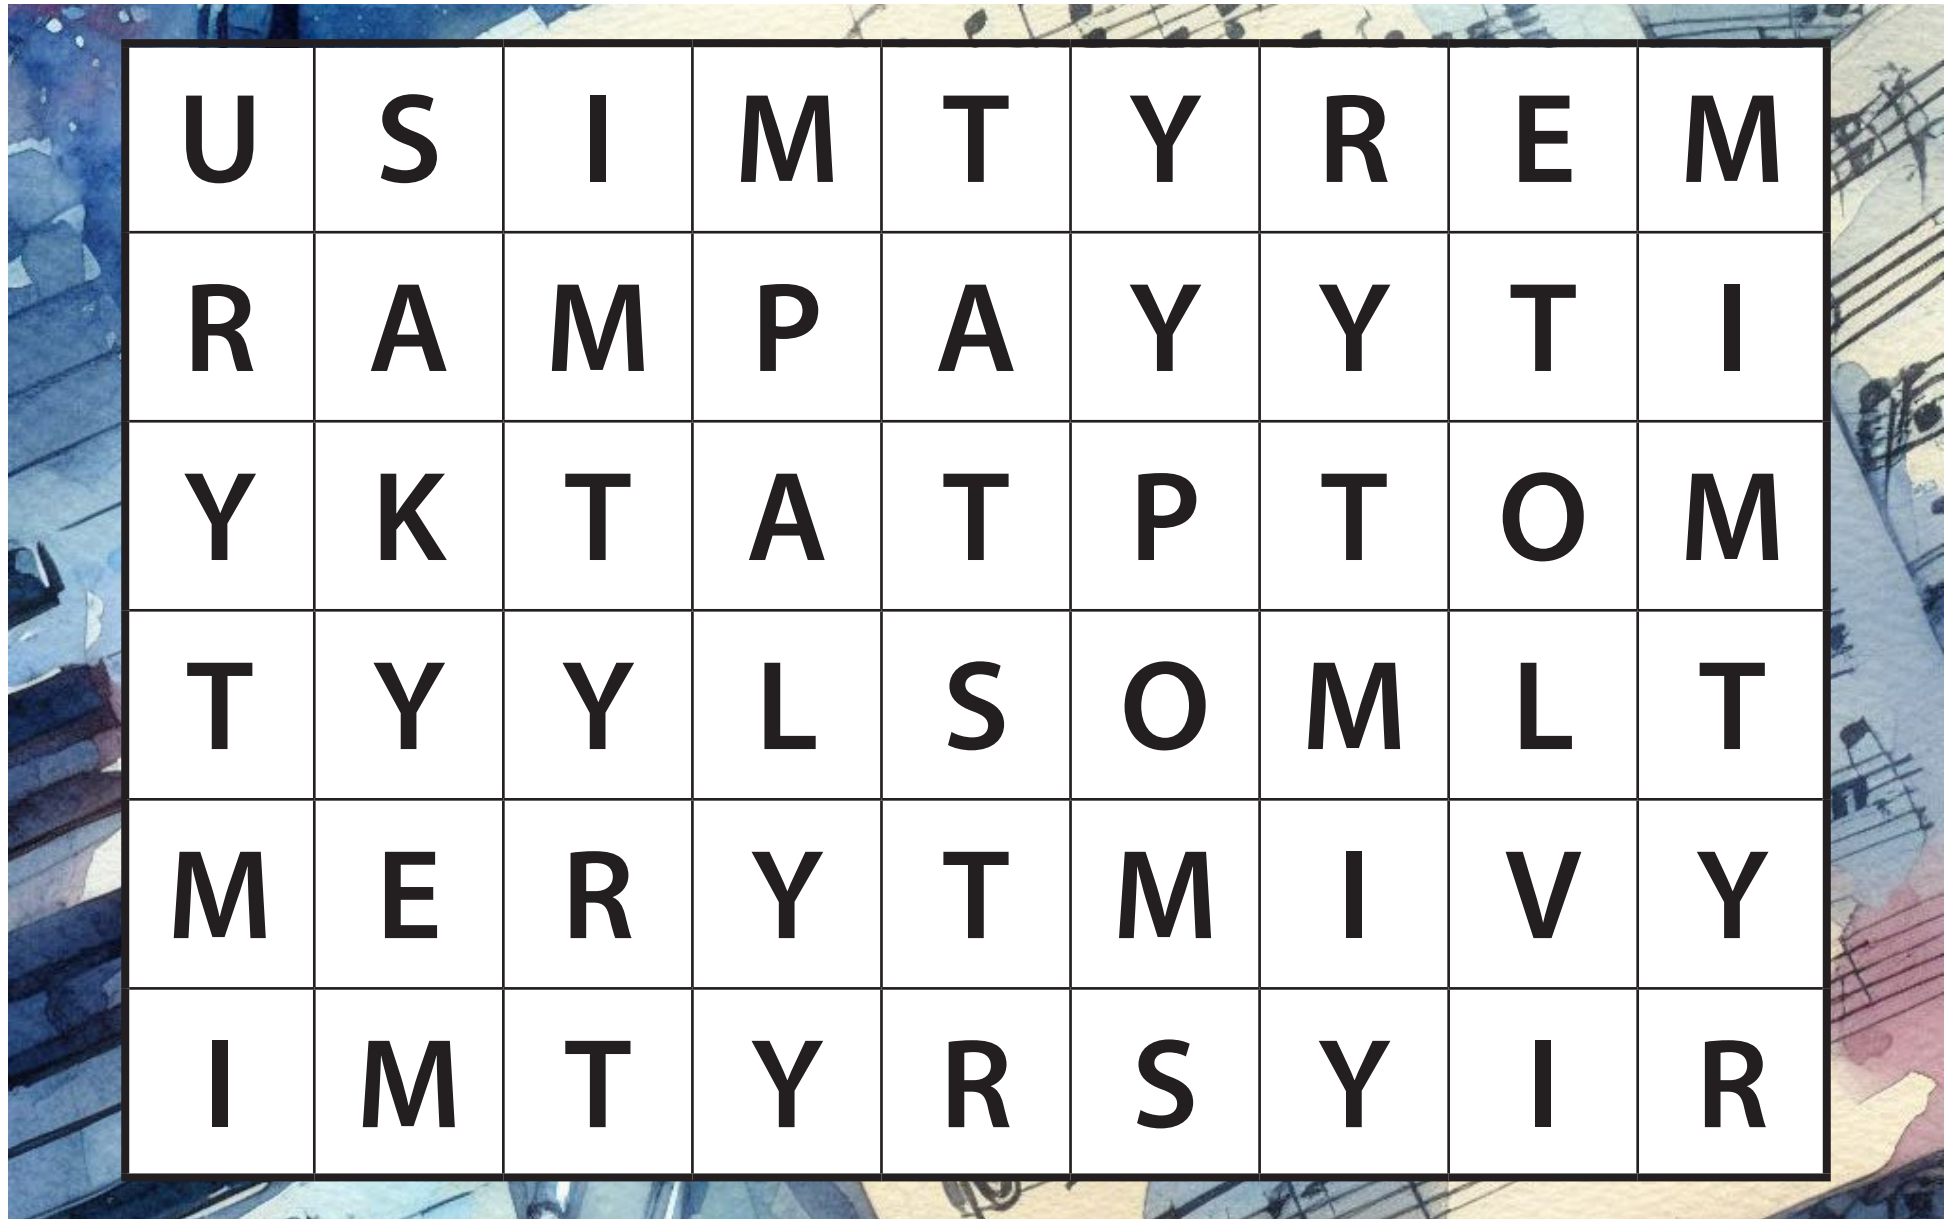 U S I M T Y R E M
R A M P A Y Y T I
Y K T A T P T O M
T Y Y L S O M L T
M E R Y T M I V Y
I M T Y R S Y I R